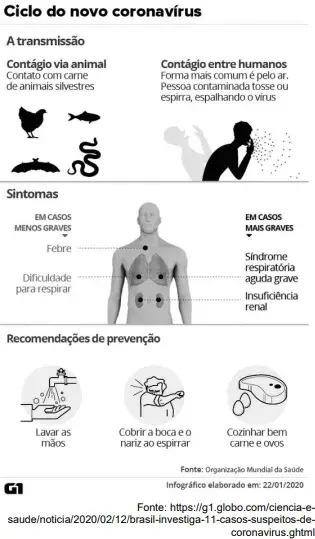 Ciclo do novo coronavírus
A transmissão
Contágio via animal
Contato com carne
de animais silvestres
Contágio entre humanos
Forma mais comum é pelo ar.
Pessoa contaminada tosse ou
espirra, espalhando o vírus
Sintomas
EM CASOS
MENOS GRAVES
Febre
Dificuldade
para respirar
EM CASOS
MAIS GRAVES
Síndrome
respiratória
aguda grave
Insuficiência
renal
Recomendações de prevenção
Lavar as
mãos
Cobrir a boca e o
nariz ao espirrar
Cozinhar bem
carne e ovos
Fonte: Organização Mundial da Saúde
G1
Infográfico elaborado em: 22/01/2020
Fonte: https://g1.globo.com/ciencia-e-
saude/noticia/2020/02/12/brasil-investiga-11-casos-suspeitos-de-
coronavirus.ghtml